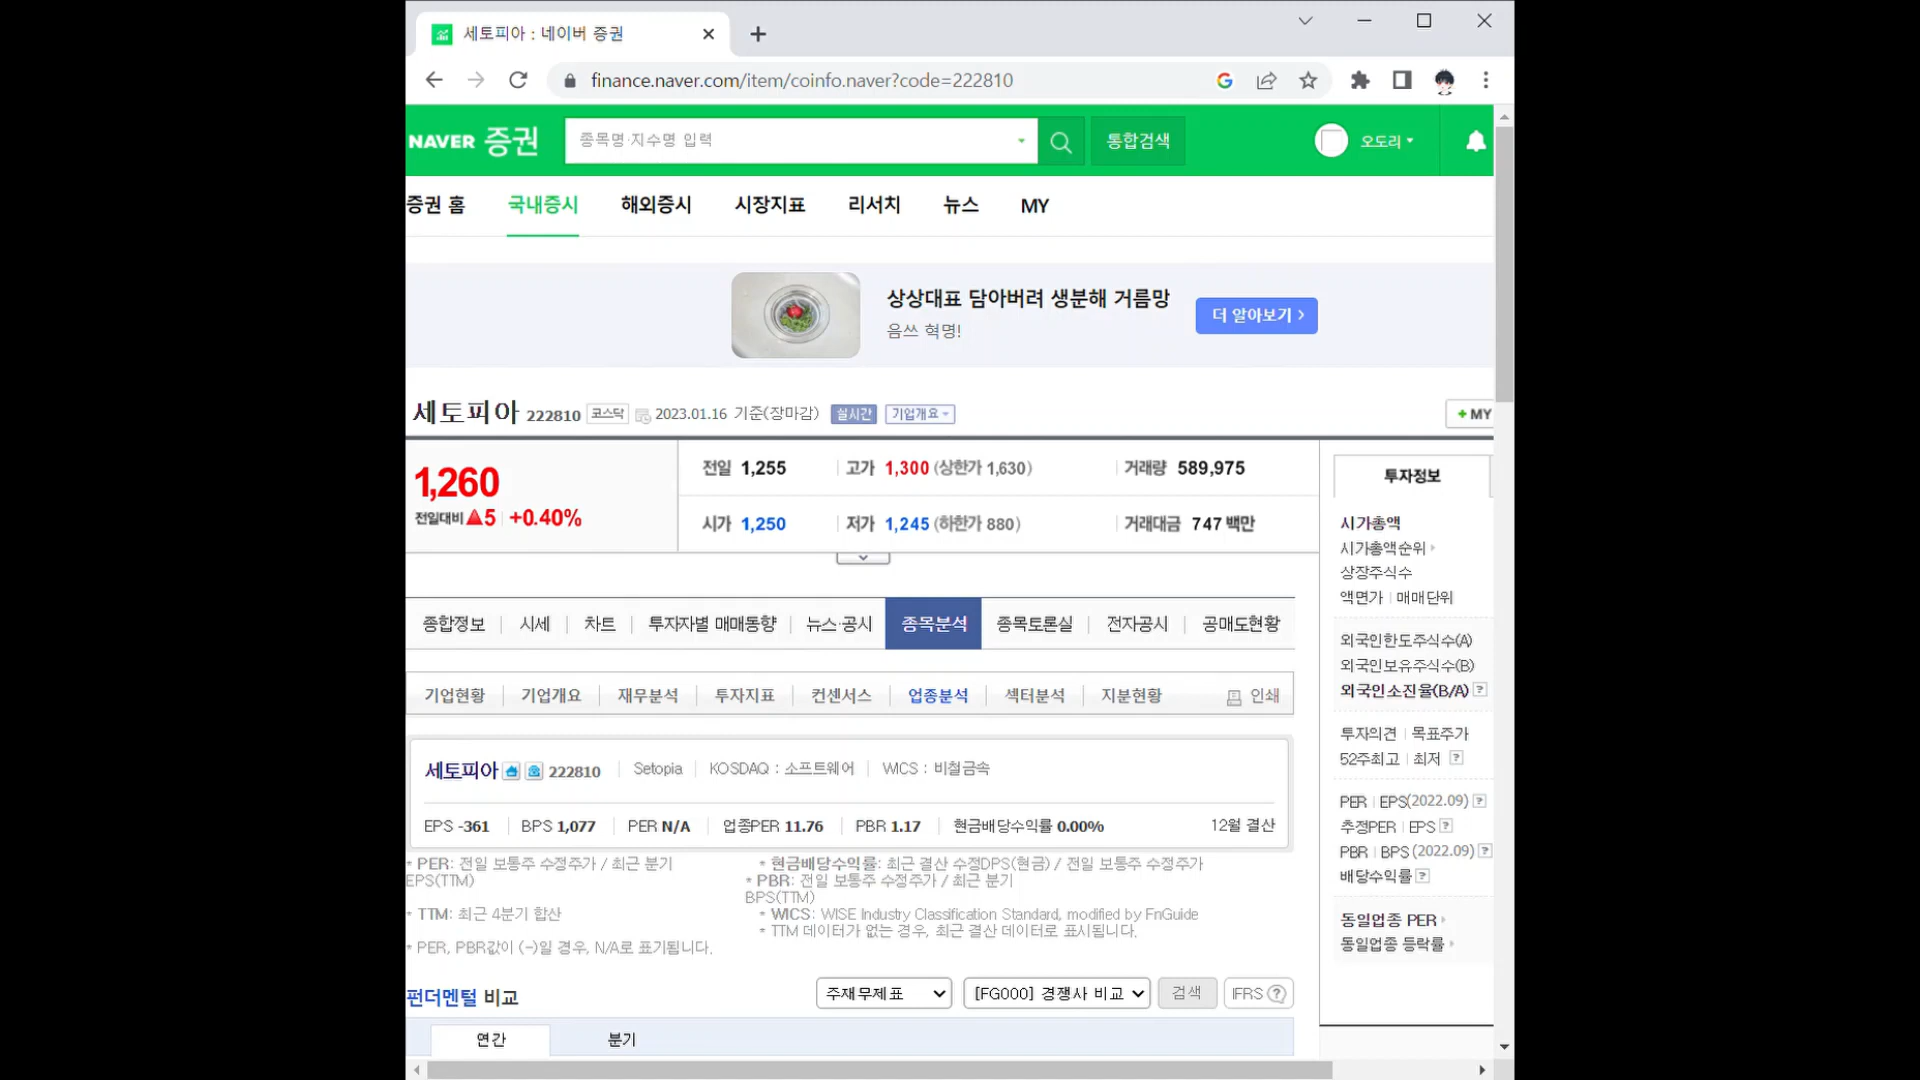 세토피아 : 네이버 증권
finance.naver.com/item/coinfo.naver?code=222810
NAVER 증권
종목명·지수명 입력
통합검색
오도리
증권 홈 국내증시 해외증시 시장지표 리서치 뉴스 MY
상상대표 담아버려 생분해 거름망
음쓰 혁명!
더 알아보기 >
세토피아 222810 코스닥 2023.01.16 기준(장마감) 실시간 기업개요
+ MY
1,260
전일대비 ▲5 +0.40%
전일 1,255 고가 1,300 (상한가 1,630) 거래량 589,975
시가 1,250 저가 1,245 (하한가 880) 거래대금 747 백만
종합정보 시세 차트 투자자별 매매동향 뉴스·공시 종목분석 종목토론실 전자공시 공매도현황
기업현황 기업개요 재무분석 투자지표 컨센서스 업종분석 섹터분석 지분현황 인쇄
세토피아 222810 Setopia KOSDAQ : 소프트웨어 WICS : 비철금속
EPS -361 BPS 1,077 PER N/A 업종PER 11.76 PBR 1.17 현금배당수익률 0.00% 12월 결산
* PER: 전일 보통주 수정주가 / 최근 분기
EPS(TTM)
* 현금배당수익률: 최근 결산 수정DPS(현금) / 전일 보통주 수정주가
* PBR: 전일 보통주 수정주가 / 최근 분기
BPS(TTM)
* TTM: 최근 4분기 합산
* WICS: WISE Industry Classification Standard, modified by FnGuide
* TTM 데이터가 없는 경우, 최근 결산 데이터로 표시됩니다.
* PER, PBR값이 (-)일 경우, N/A로 표기됩니다.
펀더멘털 비교
주재무제표
[FG000] 경쟁사 비교
검색
IFRS ?
연간 분기
투자정보
시가총액
시가총액순위
상장주식수
액면가 매매단위
외국인한도주식수(A)
외국인보유주식수(B)
외국인소진율(B/A) ?
투자의견 목표주가
52주최고 최저 ?
PER EPS(2022.09) ?
추정PER EPS ?
PBR BPS (2022.09) ?
배당수익률 ?
동일업종 PER
동일업종 등락률